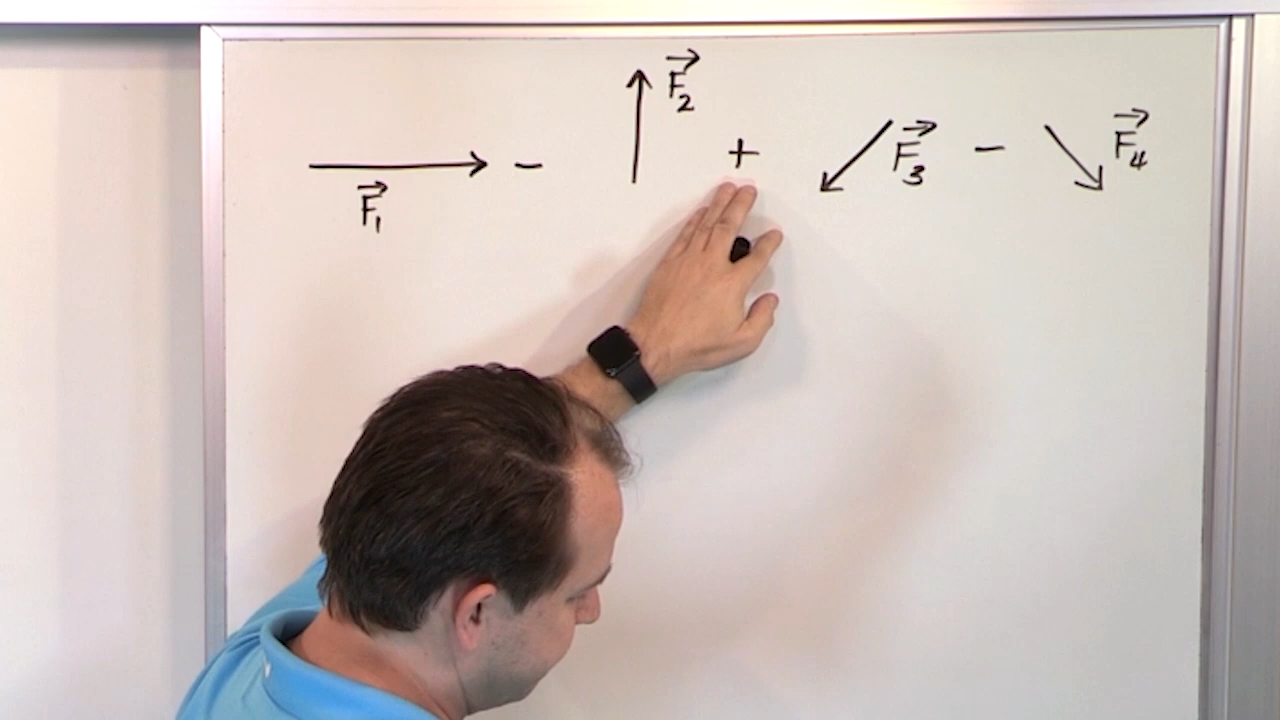 F⃗₁ - F⃗₂ + F⃗₃ - F⃗₄